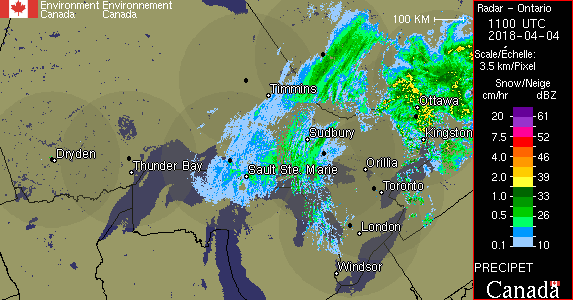 Environment Environnement
Canada Canada
100 KM
Timmins
Ottawa
Sudbury
Kingston
Dryden
Thunder Bay
Sault Ste. Marie
Orillia
Toronto
London
Windsor
Radar - Ontario
1100 UTC
2018-04-04
Scale/Échelle:
3.5 km/Pixel
Snow/Neige
cm/hr dBZ
20 61
9.0 57
7.5 52
4.0 46
2.0 39
1.0 33
0.5 26
0.1 10
PRECIPET
Canada